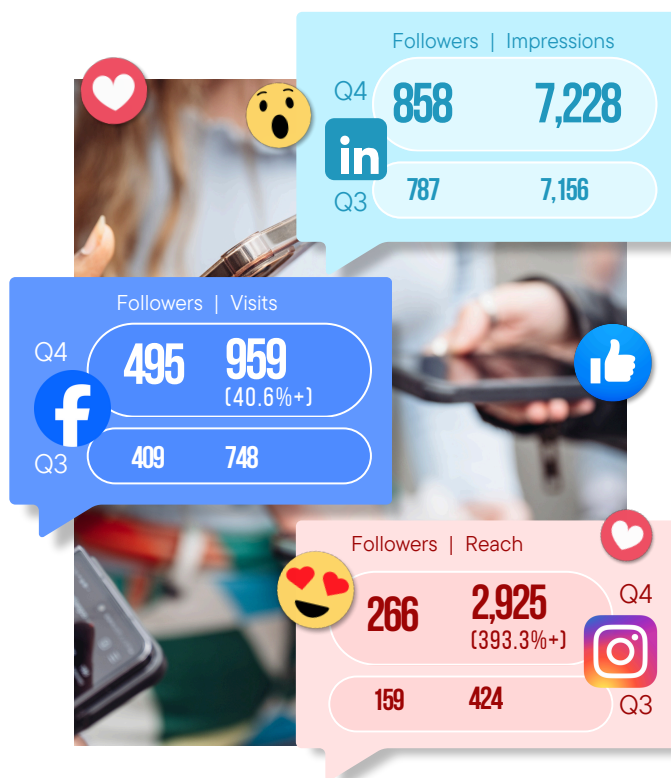 Followers | Impressions
Q4
858 7,228
in
Q3
787 7,156
Followers | Visits
Q4
495 959
(40.6%+)
f
Q3
409 748
Followers | Reach
Q4
266 2,925
(393.3%+)
Q3
159 424